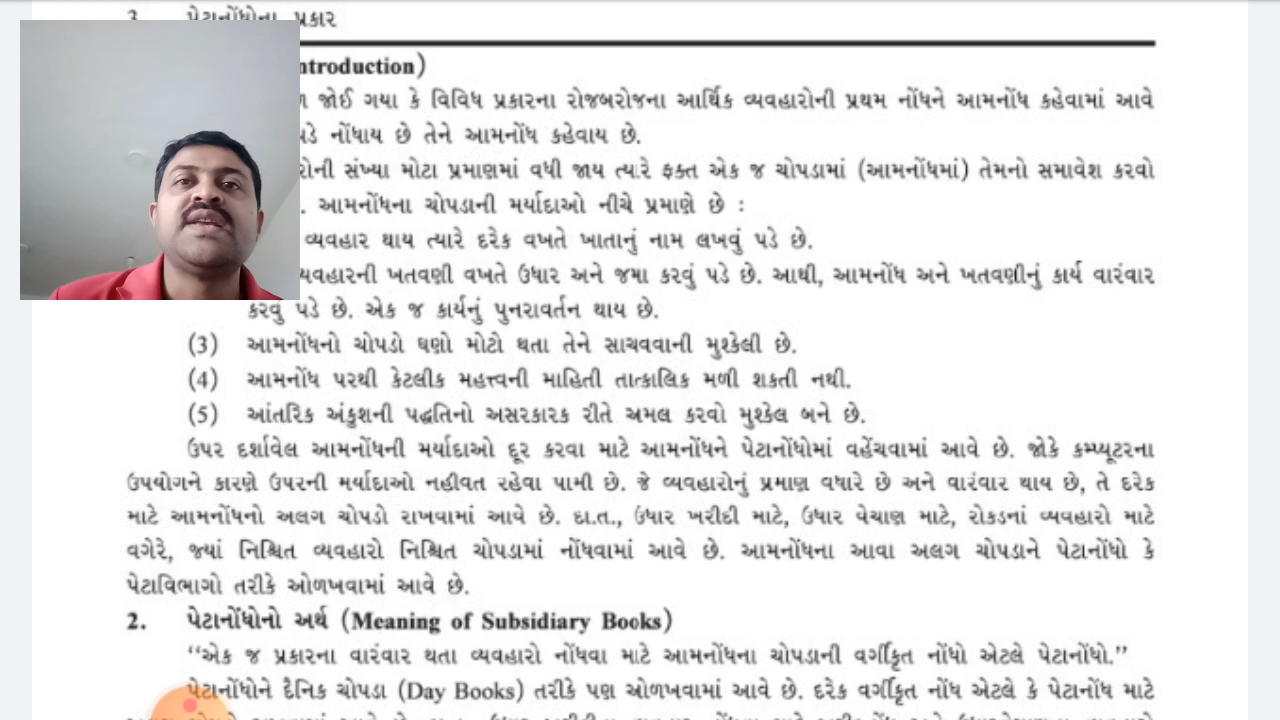 3. પેટાનોંધોના પ્રકાર
ntroduction)
જોઈ ગયા કે વિવિધ પ્રકારના રોજબરોજના આર્થિક વ્યવહારોની પ્રથમ નોંધને આમનોંધ કહેવામાં આવે
પડે નોંધાય છે તેને આમનોંધ કહેવાય છે.
રોની સંખ્યા મોટા પ્રમાણમાં વધી જાય ત્યારે ફક્ત એક જ ચોપડામાં (આમનોંધમાં) તેમનો સમાવેશ કરવો
. આમનોંધના ચોપડાની મર્યાદાઓ નીચે પ્રમાણે છે :
વ્યવહાર થાય ત્યારે દરેક વખતે ખાતાનું નામ લખવું પડે છે.
યવહારની ખતવણી વખતે ઉધાર અને જમા કરવું પડે છે. આથી, આમનોંધ અને ખતવણીનું કાર્ય વારંવાર
કરવું પડે છે. એક જ કાર્યનું પુનરાવર્તન થાય છે.
(3) આમનોંધનો ચોપડો ઘણો મોટો થતા તેને સાચવવાની મુશ્કેલી છે.
(4) આમનોંધ પરથી કેટલીક મહત્ત્વની માહિતી તાત્કાલિક મળી શકતી નથી.
(5) આંતરિક અંકુશની પદ્ધતિનો અસરકારક રીતે અમલ કરવો મુશ્કેલ બને છે.
ઉપર દર્શાવેલ આમનોંધની મર્યાદાઓ દૂર કરવા માટે આમનોંધને પેટાનોંધોમાં વહેંચવામાં આવે છે. જોકે કમ્પ્યૂટરના
ઉપયોગને કારણે ઉપરની મર્યાદાઓ નહીવત રહેવા પામી છે. જે વ્યવહારોનું પ્રમાણ વધારે છે અને વારંવાર થાય છે, તે દરેક
માટે આમનોંધનો અલગ ચોપડો રાખવામાં આવે છે. દા.ત., ઉધાર ખરીદી માટે, ઉધાર વેચાણ માટે, રોકડનાં વ્યવહારો માટે
વગેરે, જ્યાં નિશ્ચિત વ્યવહારો નિશ્ચિત ચોપડામાં નોંધવામાં આવે છે. આમનોંધના આવા અલગ ચોપડાને પેટાનોંધો કે
પેટાવિભાગો તરીકે ઓળખવામાં આવે છે.
2. પેટાનોંધોનો અર્થ (Meaning of Subsidiary Books)
“એક જ પ્રકારના વારંવાર થતા વ્યવહારો નોંધવા માટે આમનોંધના ચોપડાની વર્ગીકૃત નોંધો એટલે પેટાનોંધો.”
પેટાનોંધોને દૈનિક ચોપડા (Day Books) તરીકે પણ ઓળખવામાં આવે છે. દરેક વર્ગીકૃત નોંધ એટલે કે પેટાનોંધ માટે